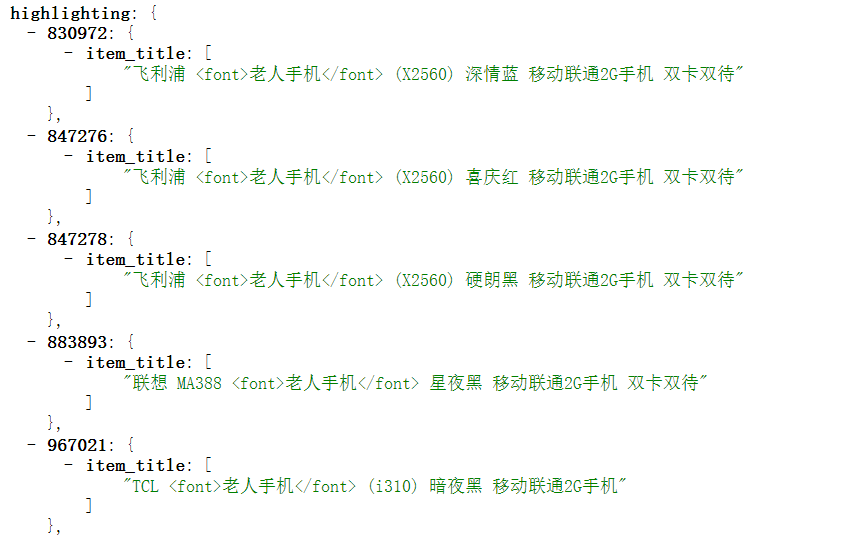 highlighting: {
- 830972: {
- item_title: [
"飞利浦 <font>老人手机</font> (X2560) 深情蓝 移动联通2G手机 双卡双待"
]
},
- 847276: {
- item_title: [
"飞利浦 <font>老人手机</font> (X2560) 喜庆红 移动联通2G手机 双卡双待"
]
},
- 847278: {
- item_title: [
"飞利浦 <font>老人手机</font> (X2560) 硬朗黑 移动联通2G手机 双卡双待"
]
},
- 883893: {
- item_title: [
"联想 MA388 <font>老人手机</font> 星夜黑 移动联通2G手机 双卡双待"
]
},
- 967021: {
- item_title: [
"TCL <font>老人手机</font> (i310) 暗夜黑 移动联通2G手机"
]
},